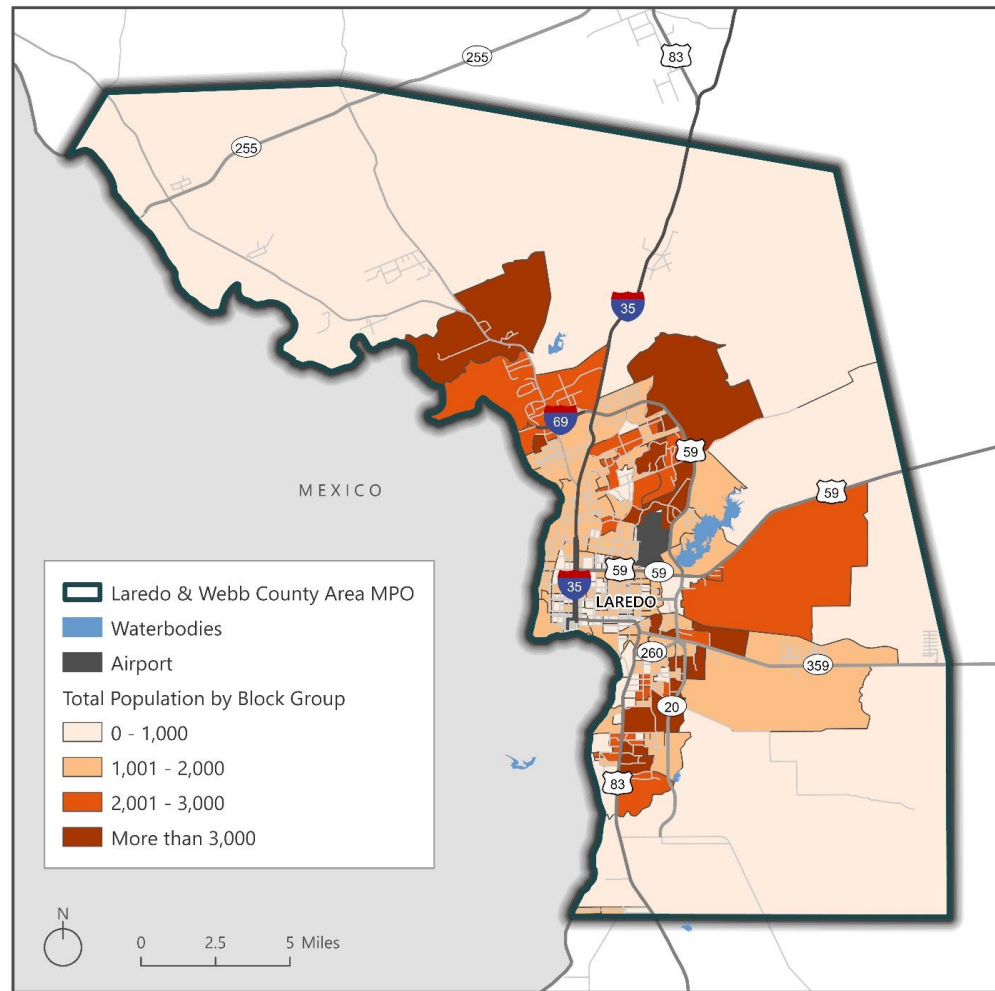 83
255
255
35
69
59
59
MEXICO
59
59
35
LAREDO
260
359
20
83
Laredo & Webb County Area MPO
Waterbodies
Airport
Total Population by Block Group
0 - 1,000
1,001 - 2,000
2,001 - 3,000
More than 3,000
N
0 2.5 5 Miles